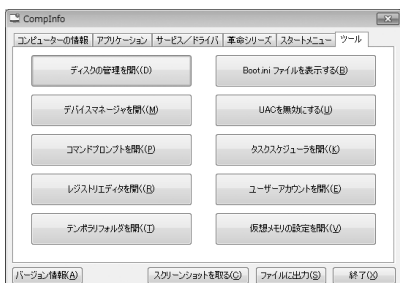 CompInfo
コンピューターの情報 アプリケーション サービス／ドライバ 革命シリーズ スタートメニュー ツール
ディスクの管理を開く(D) Boot.ini ファイルを表示する(B)
デバイスマネージャを開く(M) UACを無効にする(U)
コマンドプロンプトを開く(P) タスクスケジューラを開く(K)
レジストリエディタを開く(R) ユーザーアカウントを開く(E)
テンポラリフォルダを開く(T) 仮想メモリの設定を開く(V)
バージョン情報(A) スクリーンショットを取る(C) ファイルに出力(S) 終了(X)